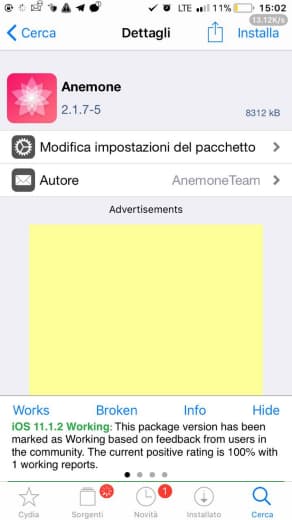 LTE 11% 15:02
13.12K/s
Cerca Dettagli Installa
Anemone
2.1.7-5 8312 kB
Modifica impostazioni del pacchetto
Autore AnemoneTeam
Advertisements
Works Broken Info Hide
iOS 11.1.2 Working: This package version has been
marked as Working based on feedback from users in
the community. The current positive rating is 100% with
1 working reports.
1
Cydia Sorgenti Novità Installato Cerca